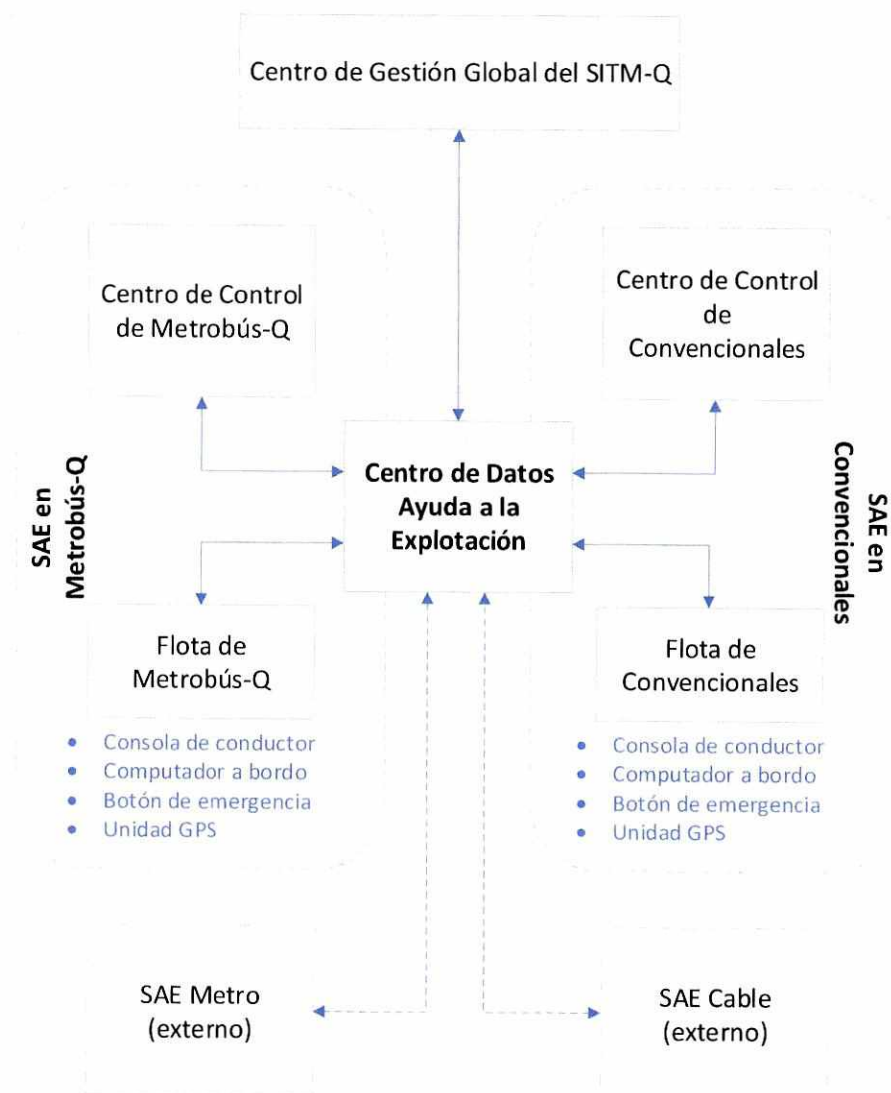 Centro de Gestión Global del SITM-Q
Centro de Control
de Metrobús-Q
Centro de Control
de
Convencionales
SAE en
Metrobús-Q
Centro de Datos
Ayuda a la
Explotación
SAE en
Convencionales
Flota de
Metrobús-Q
• Consola de conductor
• Computador a bordo
• Botón de emergencia
• Unidad GPS
Flota de
Convencionales
• Consola de conductor
• Computador a bordo
• Botón de emergencia
• Unidad GPS
SAE Metro
(externo)
SAE Cable
(externo)